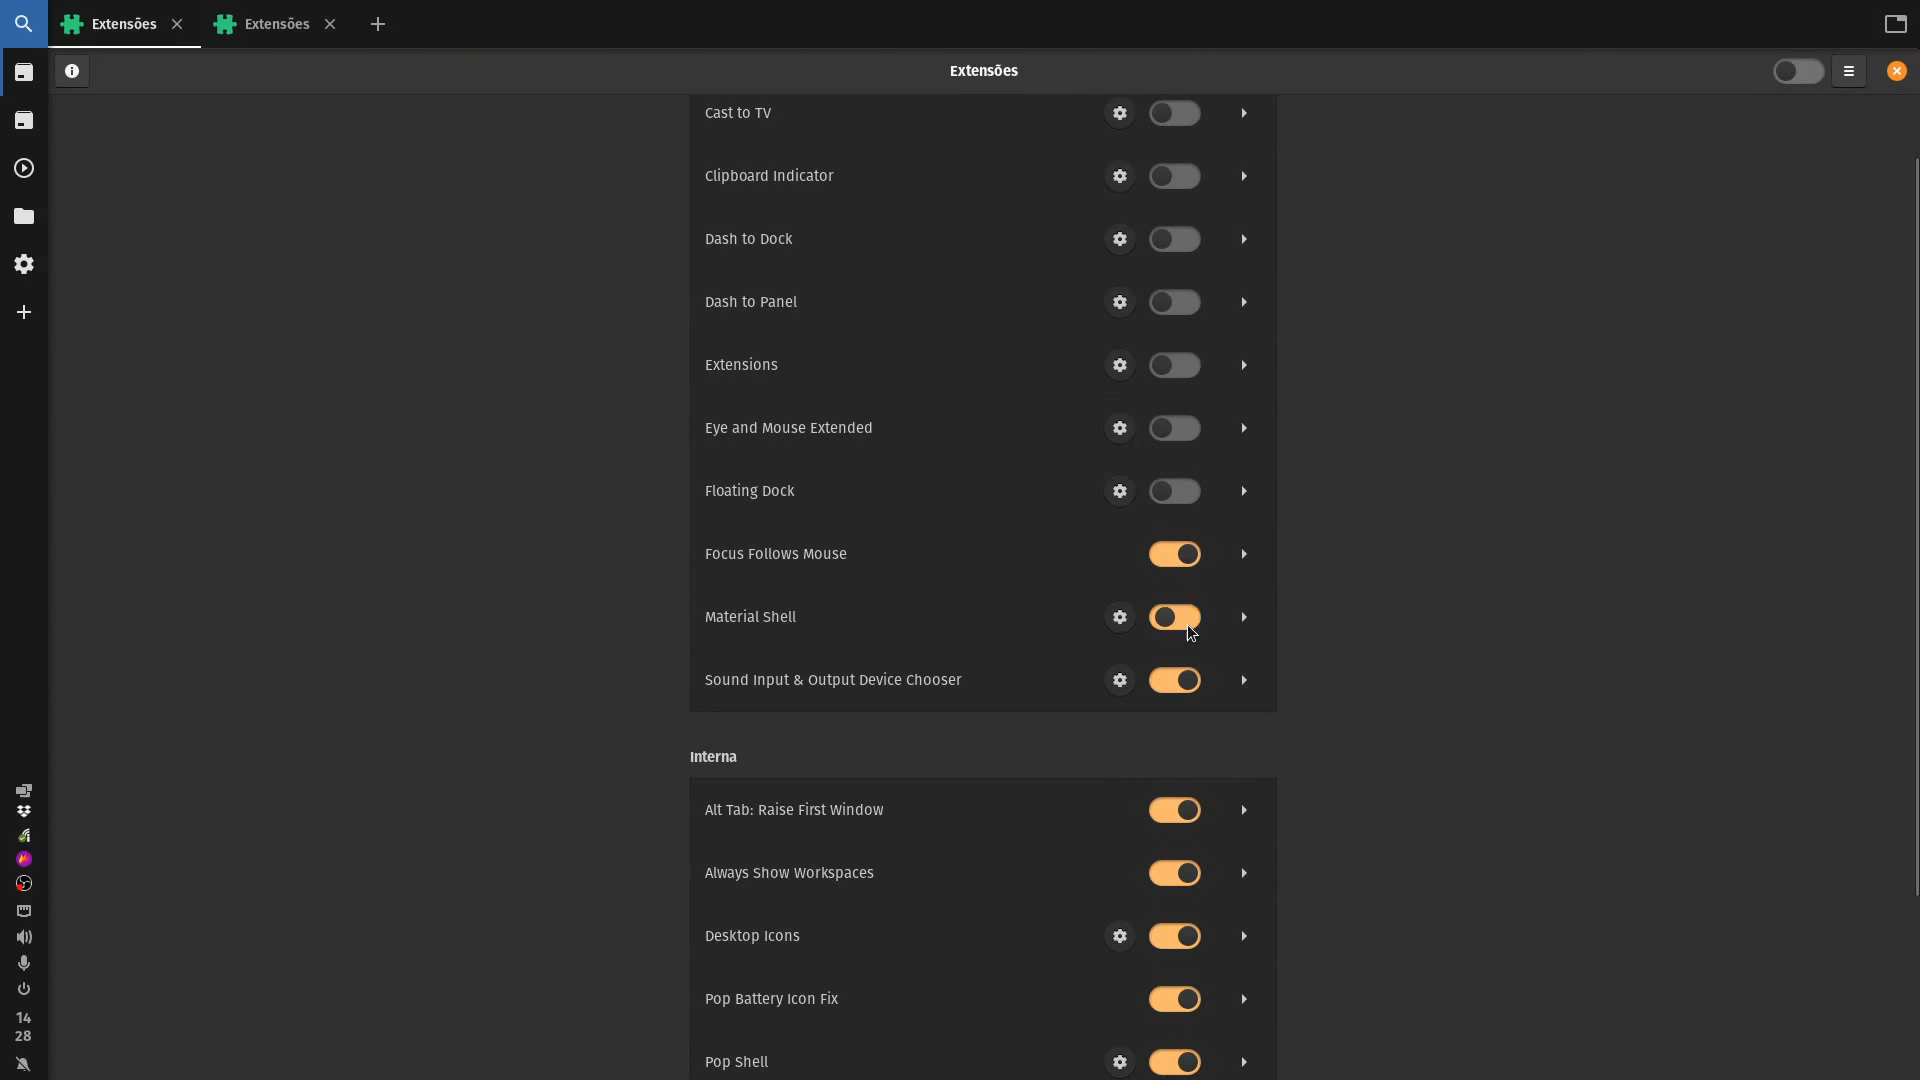 Extensões
Extensões
Extensões
Cast to TV
Clipboard Indicator
Dash to Dock
Dash to Panel
Extensions
Eye and Mouse Extended
Floating Dock
Focus Follows Mouse
Material Shell
Sound Input & Output Device Chooser
Interna
Alt Tab: Raise First Window
Always Show Workspaces
Desktop Icons
Pop Battery Icon Fix
Pop Shell
14
28